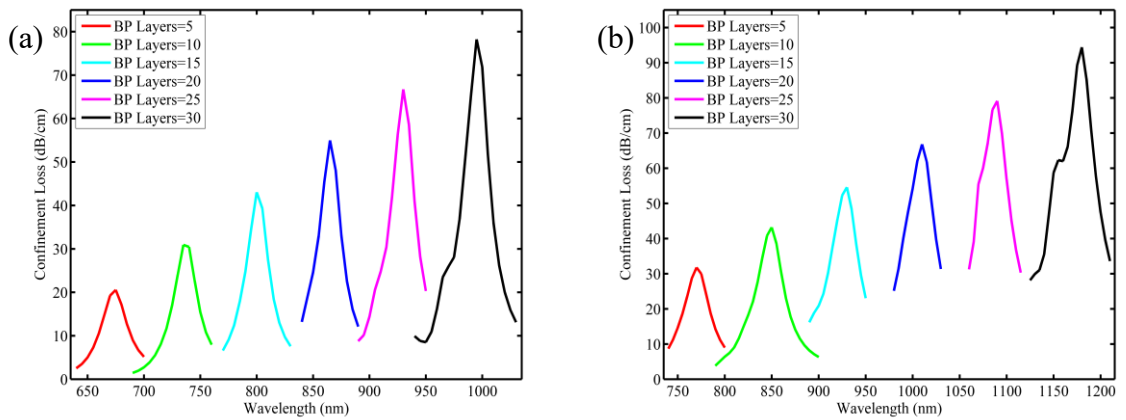 (a)
Confinement Loss (dB/cm)
80
70
60
50
40
30
20
10
0
BP Layers=5
BP Layers=10
BP Layers=15
BP Layers=20
BP Layers=25
BP Layers=30
650 700 750 800 850 900 950 1000
Wavelength (nm)
(b)
Confinement Loss (dB/cm)
100
90
80
70
60
50
40
30
20
10
0
BP Layers=5
BP Layers=10
BP Layers=15
BP Layers=20
BP Layers=25
BP Layers=30
750 800 850 900 950 1000 1050 1100 1150 1200
Wavelength (nm)